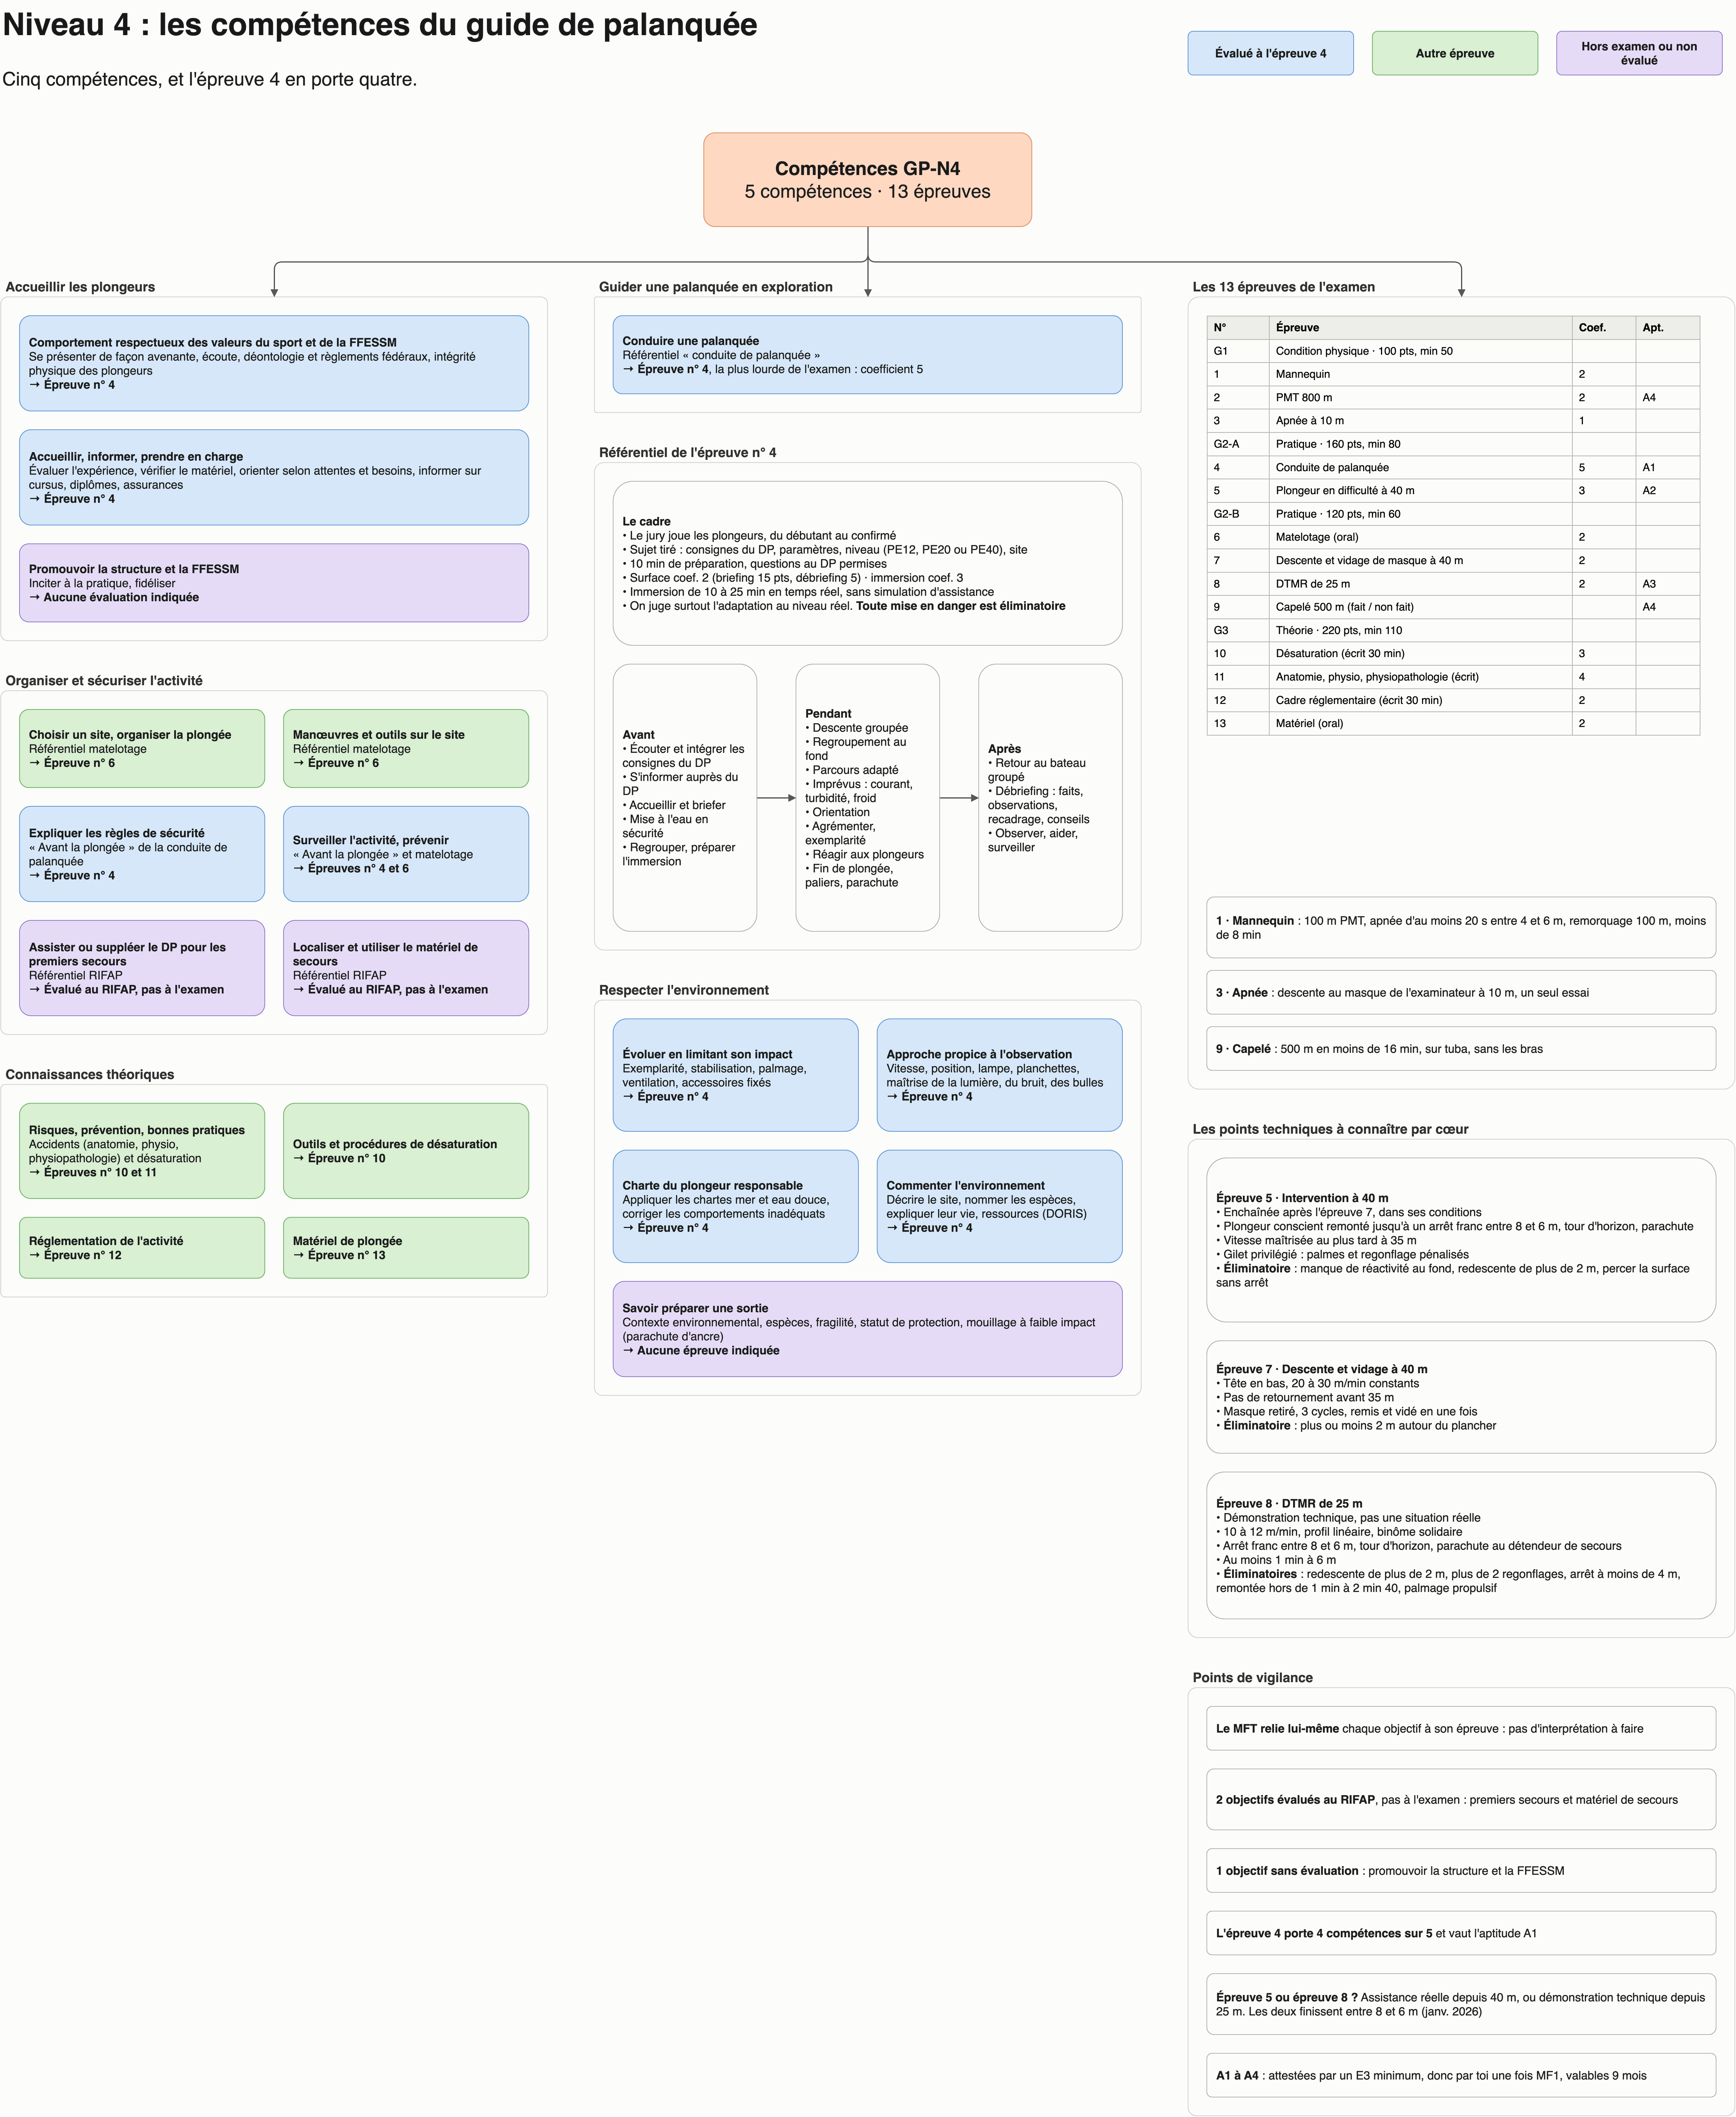 Niveau 4 : les compétences du guide de palanquée
Cinq compétences, et l'épreuve 4 en porte quatre.
Évalué à l'épreuve 4
Autre épreuve
Hors examen ou non
évalué
Compétences GP-N4
5 compétences · 13 épreuves
Accueillir les plongeurs
Comportement respectueux des valeurs du sport et de la FFESSM
Se présenter de façon avenante, écoute, déontologie et règlements fédéraux, intégrité
physique des plongeurs
→ Épreuve n° 4
Accueillir, informer, prendre en charge
Évaluer l'expérience, vérifier le matériel, orienter selon attentes et besoins, informer sur
cursus, diplômes, assurances
→ Épreuve n° 4
Promouvoir la structure et la FFESSM
Inciter à la pratique, fidéliser
→ Aucune évaluation indiquée
Organiser et sécuriser l'activité
Choisir un site, organiser la plongée
Référentiel matelotage
→ Épreuve n° 6
Manœuvres et outils sur le site
Référentiel matelotage
→ Épreuve n° 6
Expliquer les règles de sécurité
« Avant la plongée » de la conduite de
palanquée
→ Épreuve n° 4
Surveiller l'activité, prévenir
« Avant la plongée » et matelotage
→ Épreuves n° 4 et 6
Assister ou suppléer le DP pour les
premiers secours
Référentiel RIFAP
→ Évalué au RIFAP, pas à l'examen
Localiser et utiliser le matériel de
secours
Référentiel RIFAP
→ Évalué au RIFAP, pas à l'examen
Connaissances théoriques
Risques, prévention, bonnes pratiques
Accidents (anatomie, physio,
physiopathologie) et désaturation
→ Épreuves n° 10 et 11
Outils et procédures de désaturation
→ Épreuve n° 10
Réglementation de l'activité
→ Épreuve n° 12
Matériel de plongée
→ Épreuve n° 13
Guider une palanquée en exploration
Conduire une palanquée
Référentiel « conduite de palanquée »
→ Épreuve n° 4, la plus lourde de l'examen : coefficient 5
Référentiel de l'épreuve n° 4
Le cadre
• Le jury joue les plongeurs, du débutant au confirmé
• Sujet tiré : consignes du DP, paramètres, niveau (PE12, PE20 ou PE40), site
• 10 min de préparation, questions au DP permises
• Surface coef. 2 (briefing 15 pts, débriefing 5) · immersion coef. 3
• Immersion de 10 à 25 min en temps réel, sans simulation d'assistance
• On juge surtout l'adaptation au niveau réel. Toute mise en danger est éliminatoire
Avant
• Écouter et intégrer les
consignes du DP
• S'informer auprès du
DP
• Accueillir et briefer
• Mise à l'eau en
sécurité
• Regrouper, préparer
l'immersion
Pendant
• Descente groupée
• Regroupement au
fond
• Parcours adapté
• Imprévus : courant,
turbidité, froid
• Orientation
• Agrémenter,
exemplarité
• Réagir aux plongeurs
• Fin de plongée,
paliers, parachute
Après
• Retour au bateau
groupé
• Débriefing : faits,
observations,
recadrage, conseils
• Observer, aider,
surveiller
Respecter l'environnement
Évoluer en limitant son impact
Exemplarité, stabilisation, palmage,
ventilation, accessoires fixés
→ Épreuve n° 4
Approche propice à l'observation
Vitesse, position, lampe, planchettes,
maîtrise de la lumière, du bruit, des bulles
→ Épreuve n° 4
Charte du plongeur responsable
Appliquer les chartes mer et eau douce,
corriger les comportements inadéquats
→ Épreuve n° 4
Commenter l'environnement
Décrire le site, nommer les espèces,
expliquer leur vie, ressources (DORIS)
→ Épreuve n° 4
Savoir préparer une sortie
Contexte environnemental, espèces, fragilité, statut de protection, mouillage à faible impact
(parachute d'ancre)
→ Aucune épreuve indiquée
Les 13 épreuves de l'examen
N° Épreuve Coef. Apt.
G1 Condition physique · 100 pts, min 50
1 Mannequin 2
2 PMT 800 m 2 A4
3 Apnée à 10 m 1
G2-A Pratique · 160 pts, min 80
4 Conduite de palanquée 5 A1
5 Plongeur en difficulté à 40 m 3 A2
G2-B Pratique · 120 pts, min 60
6 Matelotage (oral) 2
7 Descente et vidage de masque à 40 m 2
8 DTMR de 25 m 2 A3
9 Capelé 500 m (fait / non fait) A4
G3 Théorie · 220 pts, min 110
10 Désaturation (écrit 30 min) 3
11 Anatomie, physio, physiopathologie (écrit) 4
12 Cadre réglementaire (écrit 30 min) 2
13 Matériel (oral) 2
1 · Mannequin : 100 m PMT, apnée d'au moins 20 s entre 4 et 6 m, remorquage 100 m, moins
de 8 min
3 · Apnée : descente au masque de l'examinateur à 10 m, un seul essai
9 · Capelé : 500 m en moins de 16 min, sur tuba, sans les bras
Les points techniques à connaître par cœur
Épreuve 5 · Intervention à 40 m
• Enchaînée après l'épreuve 7, dans ses conditions
• Plongeur conscient remonté jusqu'à un arrêt franc entre 8 et 6 m, tour d'horizon, parachute
• Vitesse maîtrisée au plus tard à 35 m
• Gilet privilégié : palmes et regonflage pénalisés
• Éliminatoire : manque de réactivité au fond, redescente de plus de 2 m, percer la surface
sans arrêt
Épreuve 7 · Descente et vidage à 40 m
• Tête en bas, 20 à 30 m/min constants
• Pas de retournement avant 35 m
• Masque retiré, 3 cycles, remis et vidé en une fois
• Éliminatoire : plus ou moins 2 m autour du plancher
Épreuve 8 · DTMR de 25 m
• Démonstration technique, pas une situation réelle
• 10 à 12 m/min, profil linéaire, binôme solidaire
• Arrêt franc entre 8 et 6 m, tour d'horizon, parachute au détendeur de secours
• Au moins 1 min à 6 m
• Éliminatoires : redescente de plus de 2 m, plus de 2 regonflages, arrêt à moins de 4 m,
remontée hors de 1 min à 2 min 40, palmage propulsif
Points de vigilance
Le MFT relie lui-même chaque objectif à son épreuve : pas d'interprétation à faire
2 objectifs évalués au RIFAP, pas à l'examen : premiers secours et matériel de secours
1 objectif sans évaluation : promouvoir la structure et la FFESSM
L'épreuve 4 porte 4 compétences sur 5 et vaut l'aptitude A1
Épreuve 5 ou épreuve 8 ? Assistance réelle depuis 40 m, ou démonstration technique depuis
25 m. Les deux finissent entre 8 et 6 m (janv. 2026)
A1 à A4 : attestées par un E3 minimum, donc par toi une fois MF1, valables 9 mois